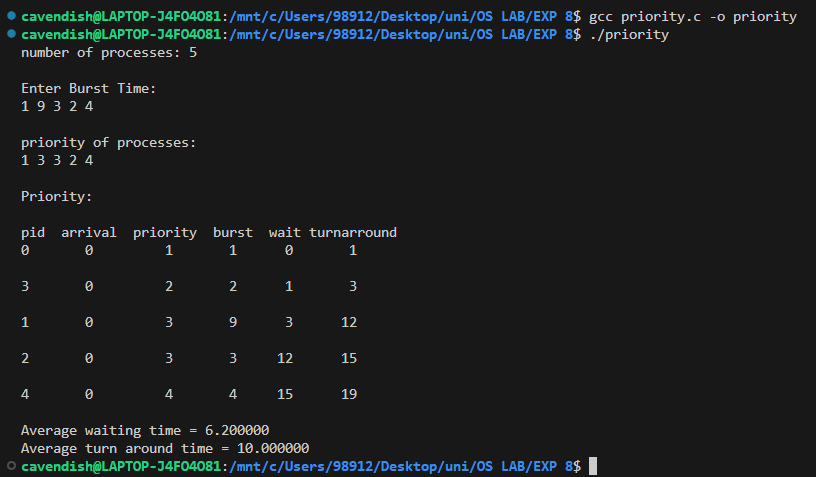 cavendish@LAPTOP-J4FO4O81:/mnt/c/Users/98912/Desktop/uni/OS LAB/EXP 8$ gcc priority.c -o priority
cavendish@LAPTOP-J4FO4O81:/mnt/c/Users/98912/Desktop/uni/OS LAB/EXP 8$ ./priority
number of processes: 5
Enter Burst Time:
1 9 3 2 4
priority of processes:
1 3 3 2 4
Priority:
pid arrival priority burst wait turnarround
0 0 1 1 0 1
3 0 2 2 1 3
1 0 3 9 3 12
2 0 3 3 12 15
4 0 4 4 15 19
Average waiting time = 6.200000
Average turn around time = 10.000000
cavendish@LAPTOP-J4FO4O81:/mnt/c/Users/98912/Desktop/uni/OS LAB/EXP 8$